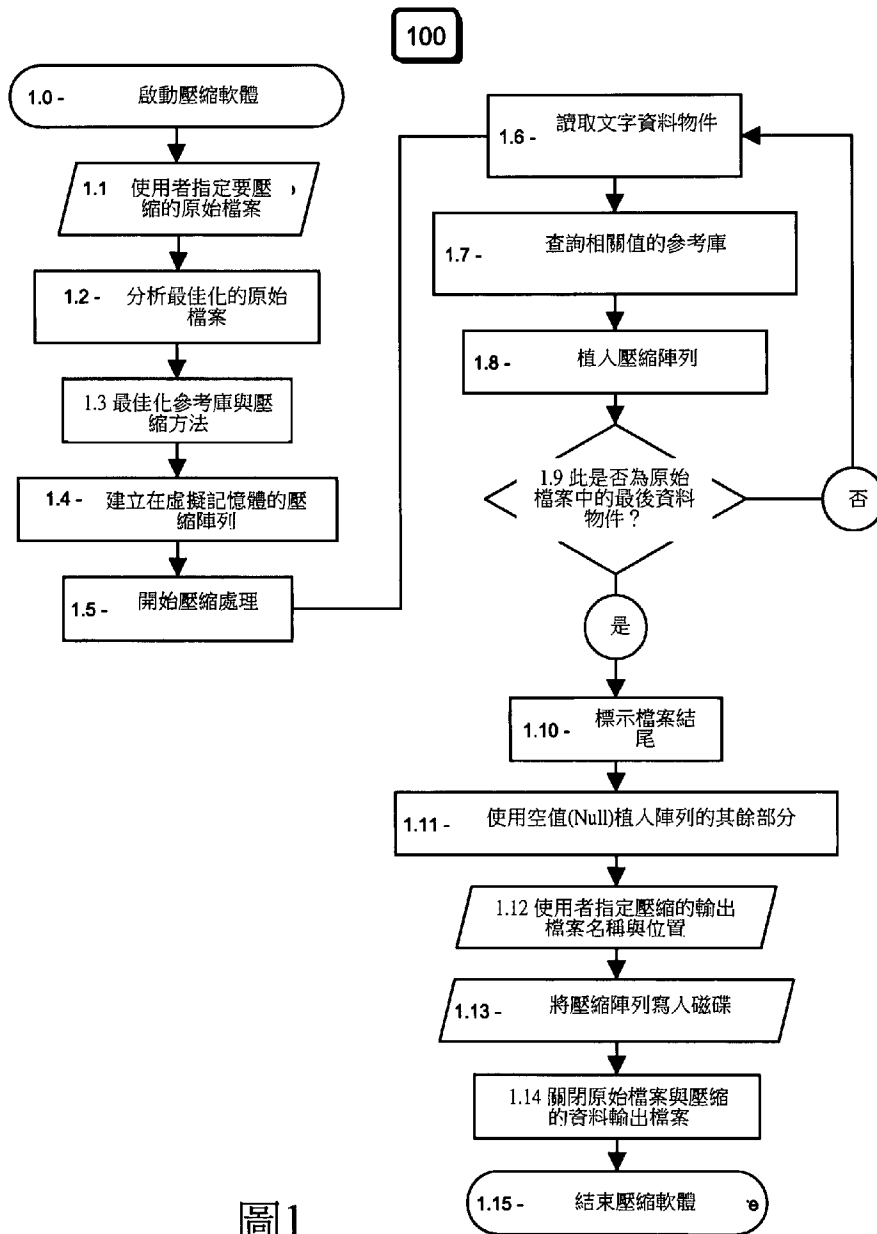 100
1.0 - 啟動壓縮軟體
1.1 使用者指定要壓
縮的原始檔案
1.2 - 分析最佳化的原始
檔案
1.3 最佳化參考庫與壓
縮方法
1.4 - 建立在虛擬記憶體的壓
縮陣列
1.5 - 開始壓縮處理
1.6 - 讀取文字資料物件
1.7 - 查詢相關值的參考庫
1.8 - 植入壓縮陣列
1.9 此是否為原始
檔案中的最後資料
物件？
否
是
1.10 - 標示檔案結
尾
1.11 - 使用空值(Null)植入陣列的其餘部分
1.12 使用者指定壓縮的輸出
檔案名稱與位置
1.13 - 將壓縮陣列寫入磁碟
1.14 關閉原始檔案與壓縮
的資料輸出檔案
1.15 - 結束壓縮軟體 e
圖1